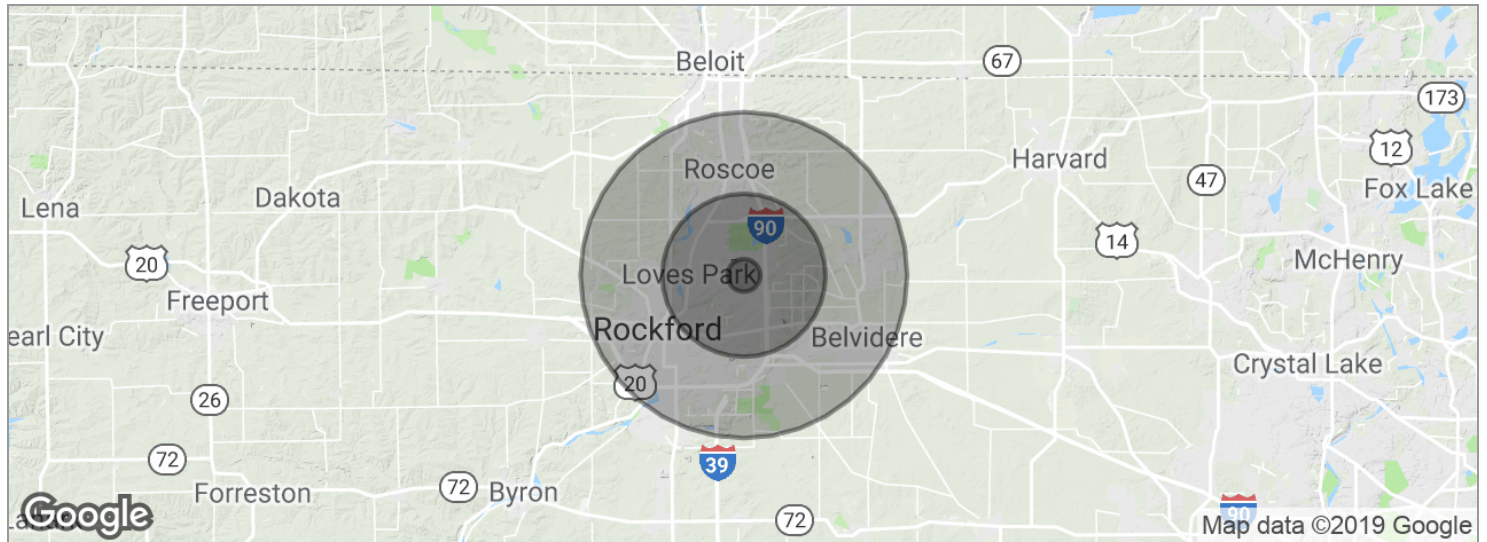 Beloit
67
173
12
Roscoe
Harvard
47
Fox Lake
Dakota
Lena
90
14
20
Loves Park
McHenry
Freeport
Rockford
Belvidere
earl City
Crystal Lake
20
26
72
39
72
Byron
Forreston
90
72
Google
Map data ©2019 Google